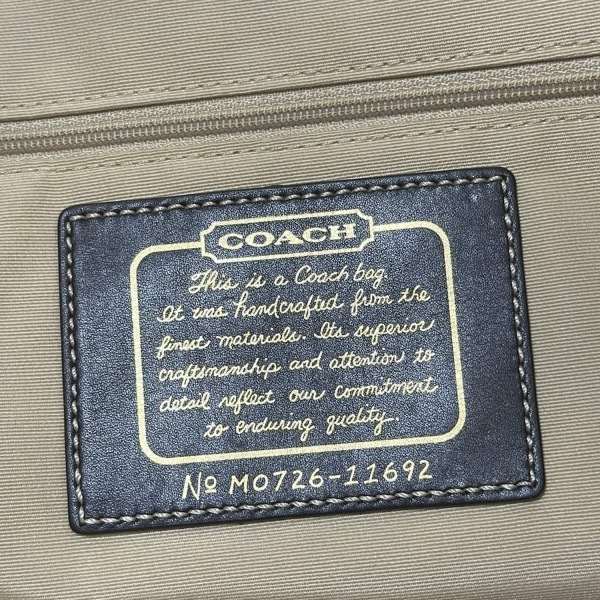 COACH
This is a Coach bag.
It was handcrafted from the
finest materials. Its superior
craftsmanship and attention to
detail reflect our commitment
to enduring quality.
No M0726-11692